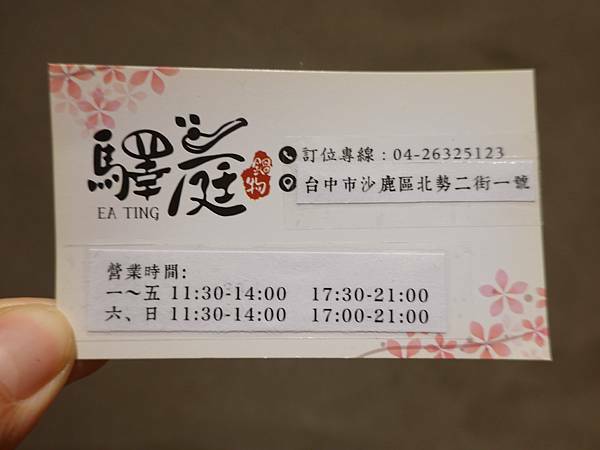 驛庭
鍋物
EA TING
訂位專線：04-26325123
台中市沙鹿區北勢二街一號
營業時間:
一～五 11:30-14:00 17:30-21:00
六、日 11:30-14:00 17:00-21:00